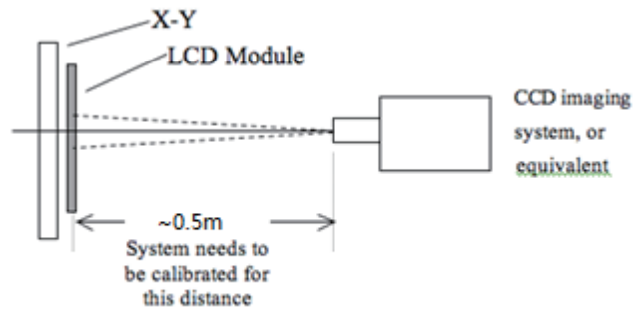 X-Y
LCD Module
CCD imaging
system, or
equivalent
~0.5m
System needs to
be calibrated for
this distance